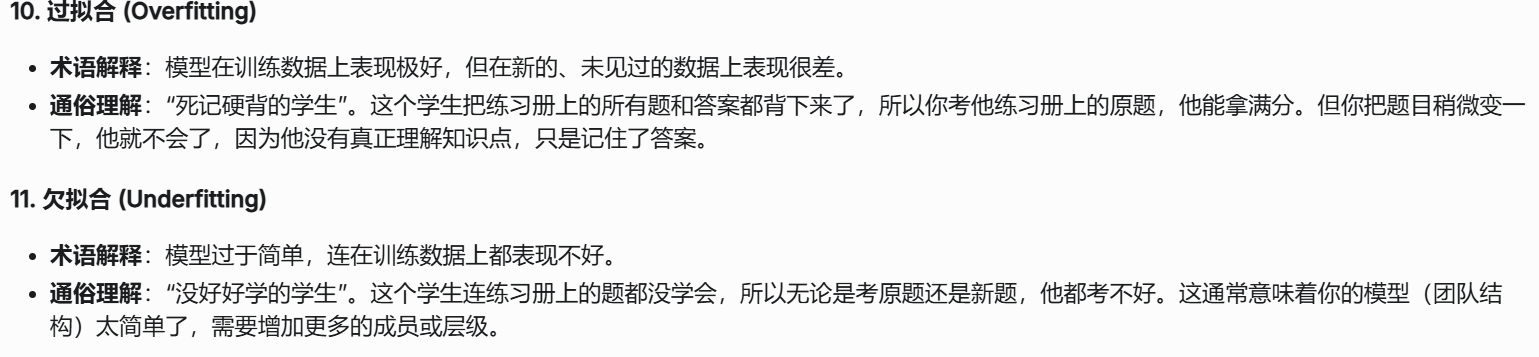 10. 过拟合 (Overfitting)
• 术语解释：模型在训练数据上表现极好，但在新的、未见过的数据上表现很差。
• 通俗理解：“死记硬背的学生”。这个学生把练习册上的所有题和答案都背下来了，所以你考他练习册上的原题，他能拿满分。但你把题目稍微变一
下，他就不会了，因为他没有真正理解知识点，只是记住了答案。
11. 欠拟合 (Underfitting)
• 术语解释：模型过于简单，连在训练数据上都表现不好。
• 通俗理解：“没好好学的学生”。这个学生连练习册上的题都没学会，所以无论是考原题还是新题，他都考不好。这通常意味着你的模型（团队结
构）太简单了，需要增加更多的成员或层级。